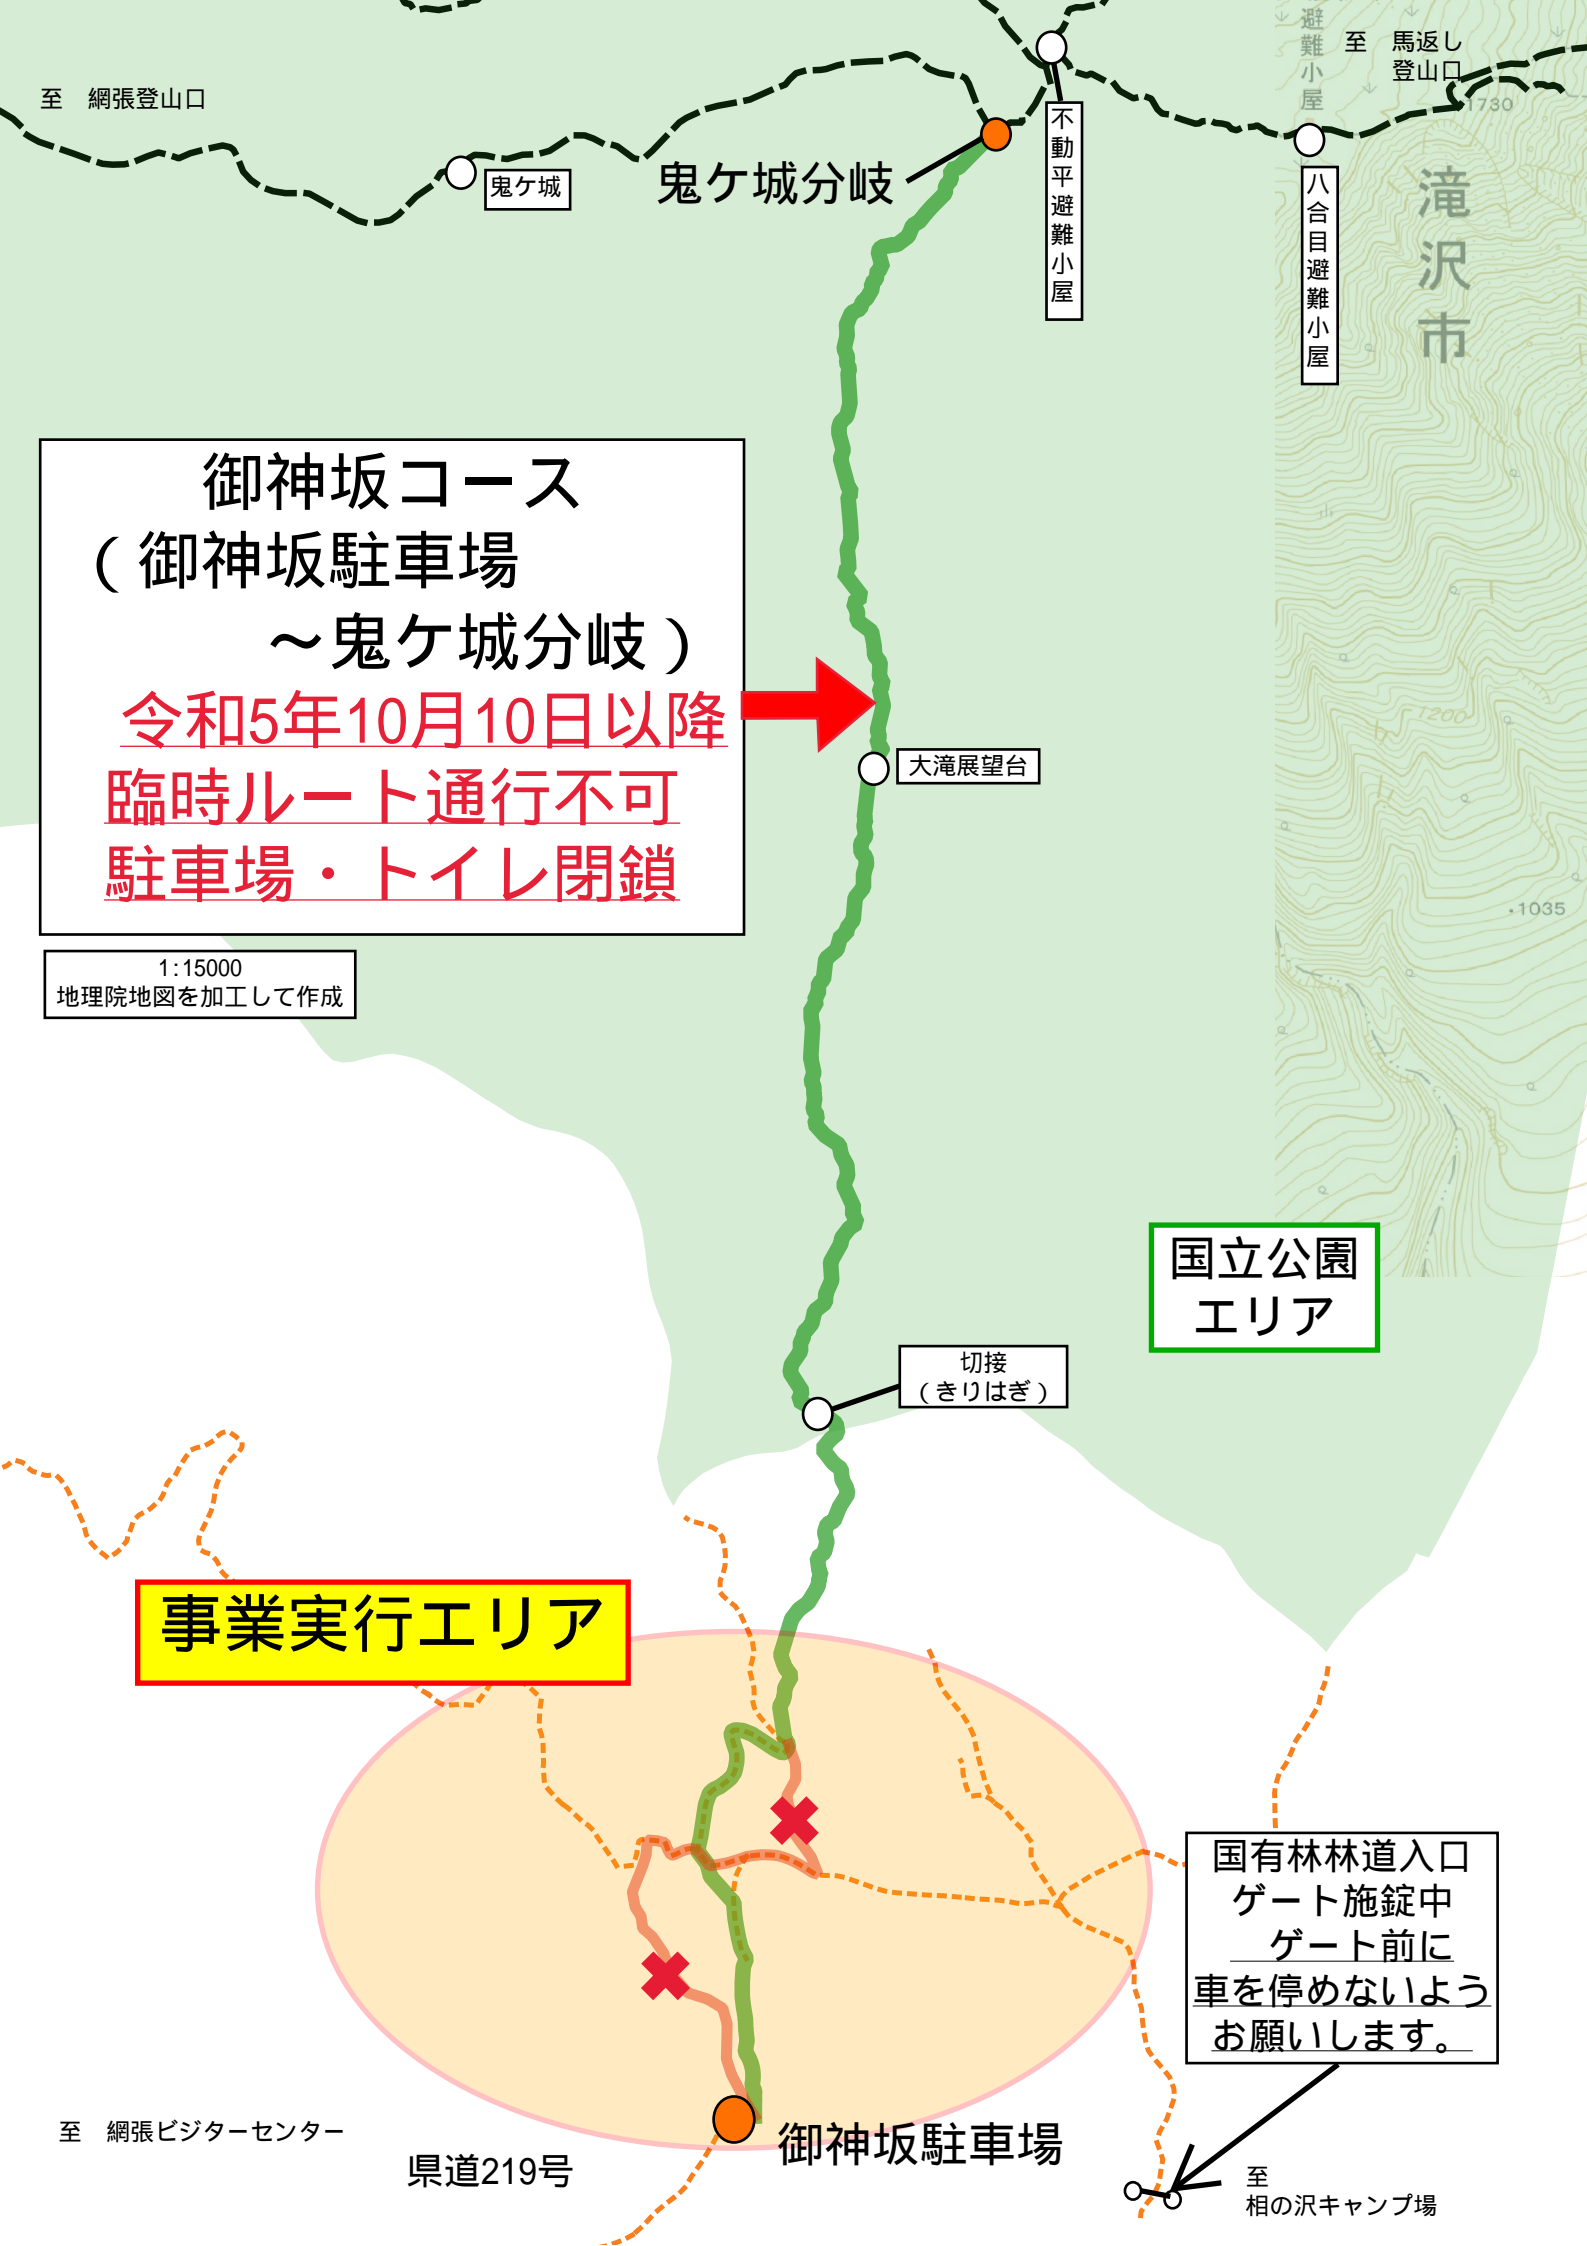 避難小屋
至　馬返し
登山口
至　網張登山口
1730
不動平避難小屋
鬼ケ城分岐
鬼ケ城
八合目避難小屋
滝沢市
御神坂コース
（御神坂駐車場
～鬼ケ城分岐）
令和5年10月10日以降
臨時ルート通行不可
駐車場・トイレ閉鎖
200
大滝展望台
・1035
1:15000
地理院地図を加工して作成
国立公園
エリア
切接
（きりはぎ）
事業実行エリア
国有林林道入口
ゲート施錠中
ゲート前に
車を停めないよう
お願いします。
至　網張ビジターセンター
県道219号
御神坂駐車場
至
相の沢キャンプ場